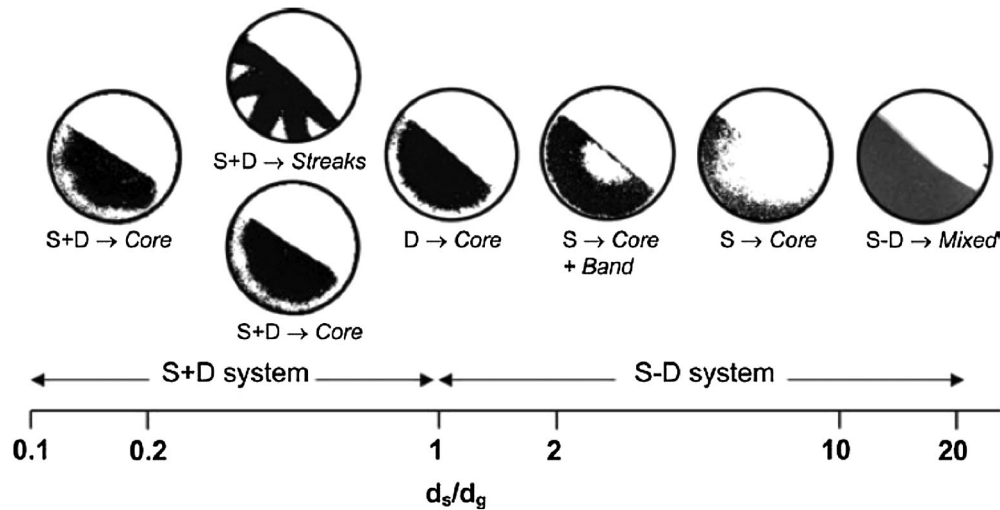 S+D → Streaks
S+D → Core
D → Core
S → Core
+ Band
S → Core
S-D → Mixed
S+D → Core
S+D system
S-D system
0.1
0.2
1
2
10
20
ds/dg